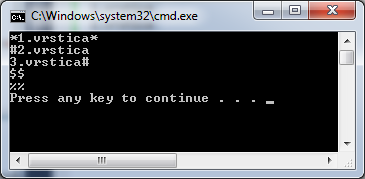 C:\Windows\system32\cmd.exe
*1.vrstica*
#2.vrstica
3.vrstica#
$$
%%
Press any key to continue . . . _